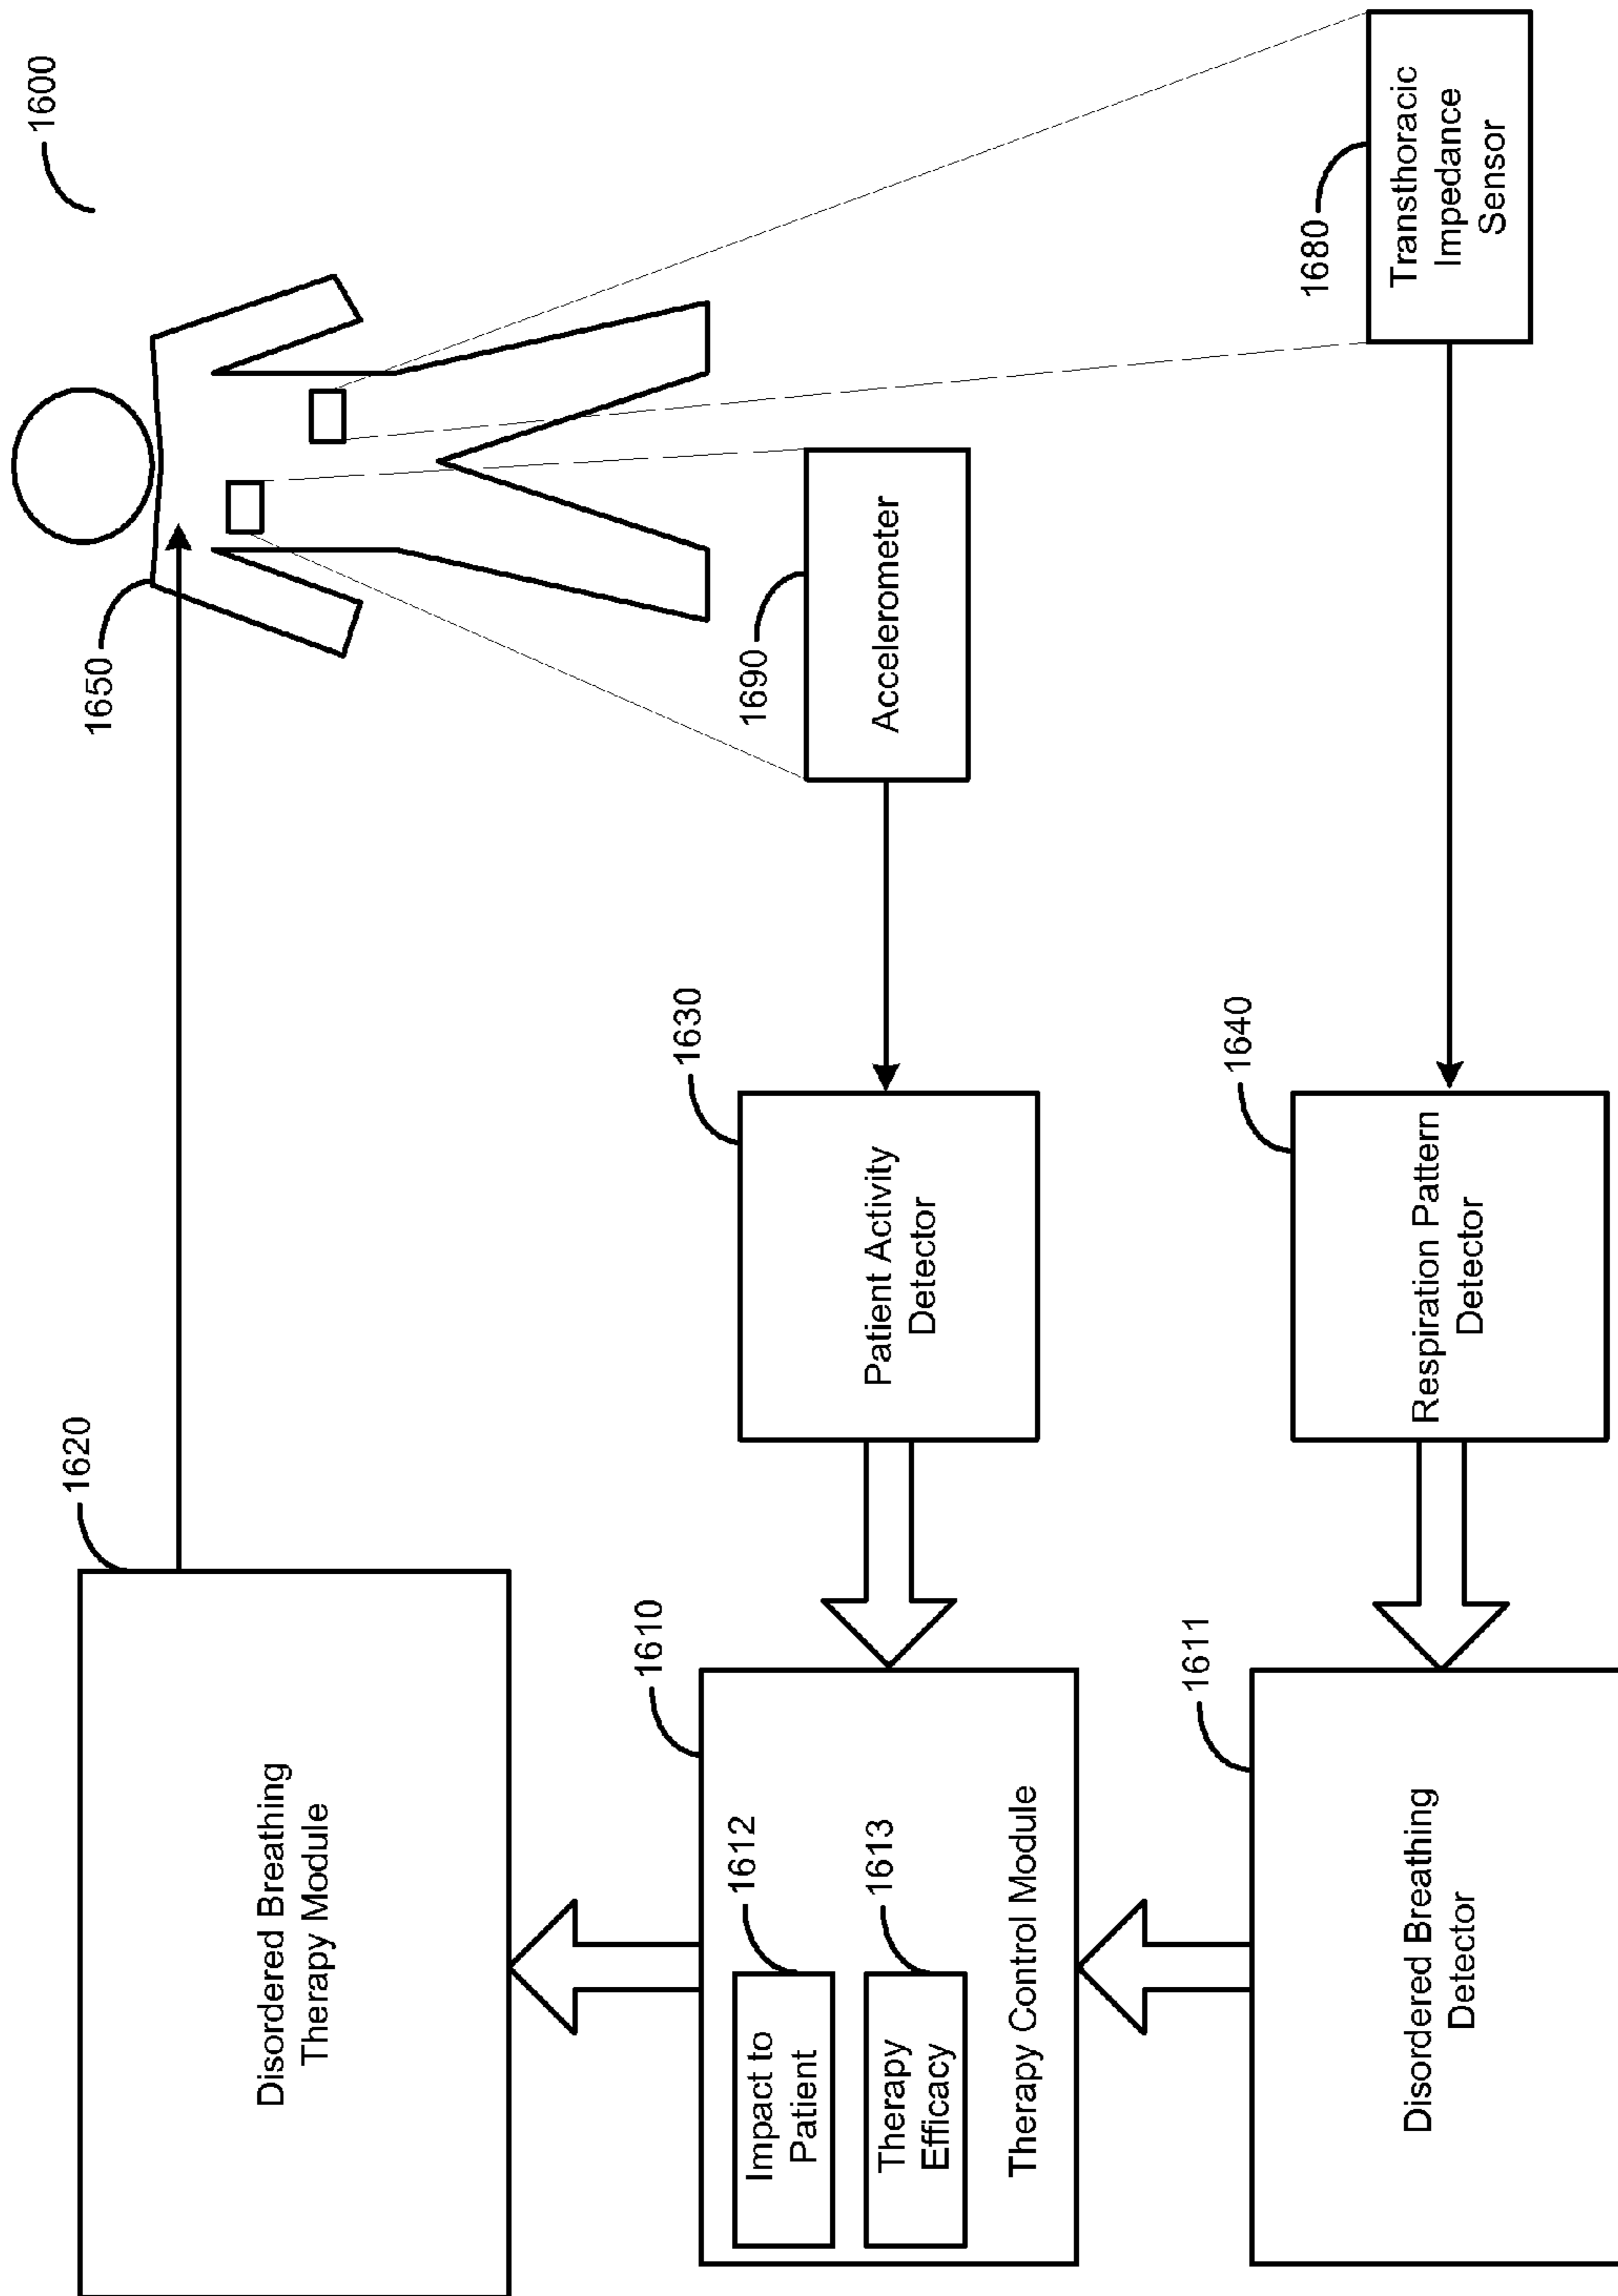 1600
1650
1620
Disordered Breathing
Therapy Module
1610
Impact to
Patient
1612
Therapy
Efficacy
1613
Therapy Control Module
1630
Patient Activity
Detector
1690
Accelerometer
1611
Disordered Breathing
Detector
1640
Respiration Pattern
Detector
1680
Transthoracic
Impedance
Sensor